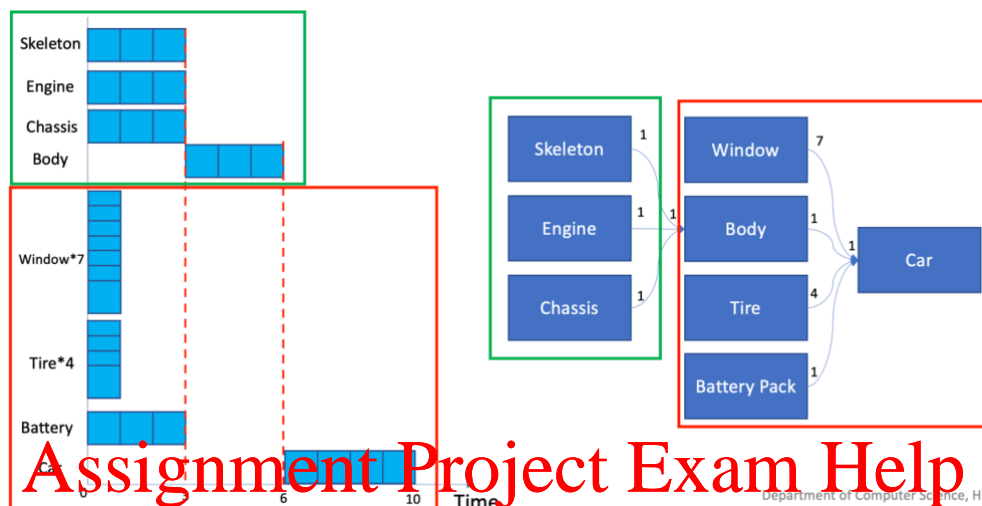 Skeleton
Engine
Chassis
Body
Window*7
Tire*4
Battery
Car
0
6
10
Time
Skeleton
Engine
Chassis
1
1
1
1
Window
Body
Tire
Battery Pack
7
1
4
1
1
Car
Assignment Project Exam Help
Department of Computer Science, H